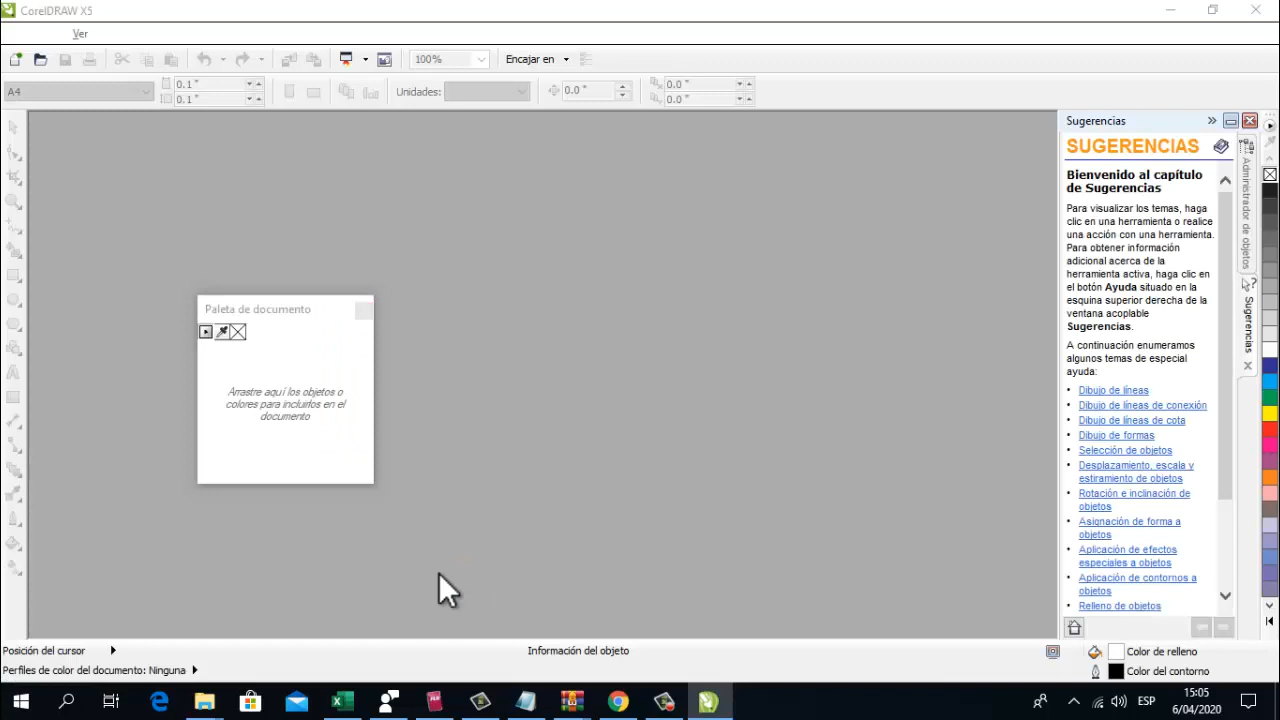 CorelDRAW X5
Ver
100%
Encajar en
A4
0.1 "
0.1 "
Unidades:
0.0 "
0.0 "
0.0 "
Sugerencias
SUGERENCIAS
Bienvenido al capítulo
de Sugerencias
Para visualizar los temas, haga
clic en una herramienta o realice
una acción con una herramienta.
Para obtener información
adicional acerca de la
herramienta activa, haga clic en
el botón Ayuda situado en la
esquina superior derecha de la
ventana acoplable
Sugerencias.
A continuación enumeramos
algunos temas de especial
ayuda:
• Dibujo de líneas
• Dibujo de líneas de conexión
• Dibujo de líneas de cota
• Dibujo de formas
• Selección de objetos
• Desplazamiento, escala y
estiramiento de objetos
• Rotación e inclinación de
objetos
• Asignación de forma a
objetos
• Aplicación de efectos
especiales a objetos
• Aplicación de contornos a
objetos
• Relleno de objetos
Administrador de objetos
Sugerencias
Paleta de documento
Arrastre aquí los objetos o
colores para incluirlos en el
documento
Posición del cursor
Información del objeto
Color de relleno
Perfiles de color del documento: Ninguna
Color del contorno
ESP
15:05
6/04/2020